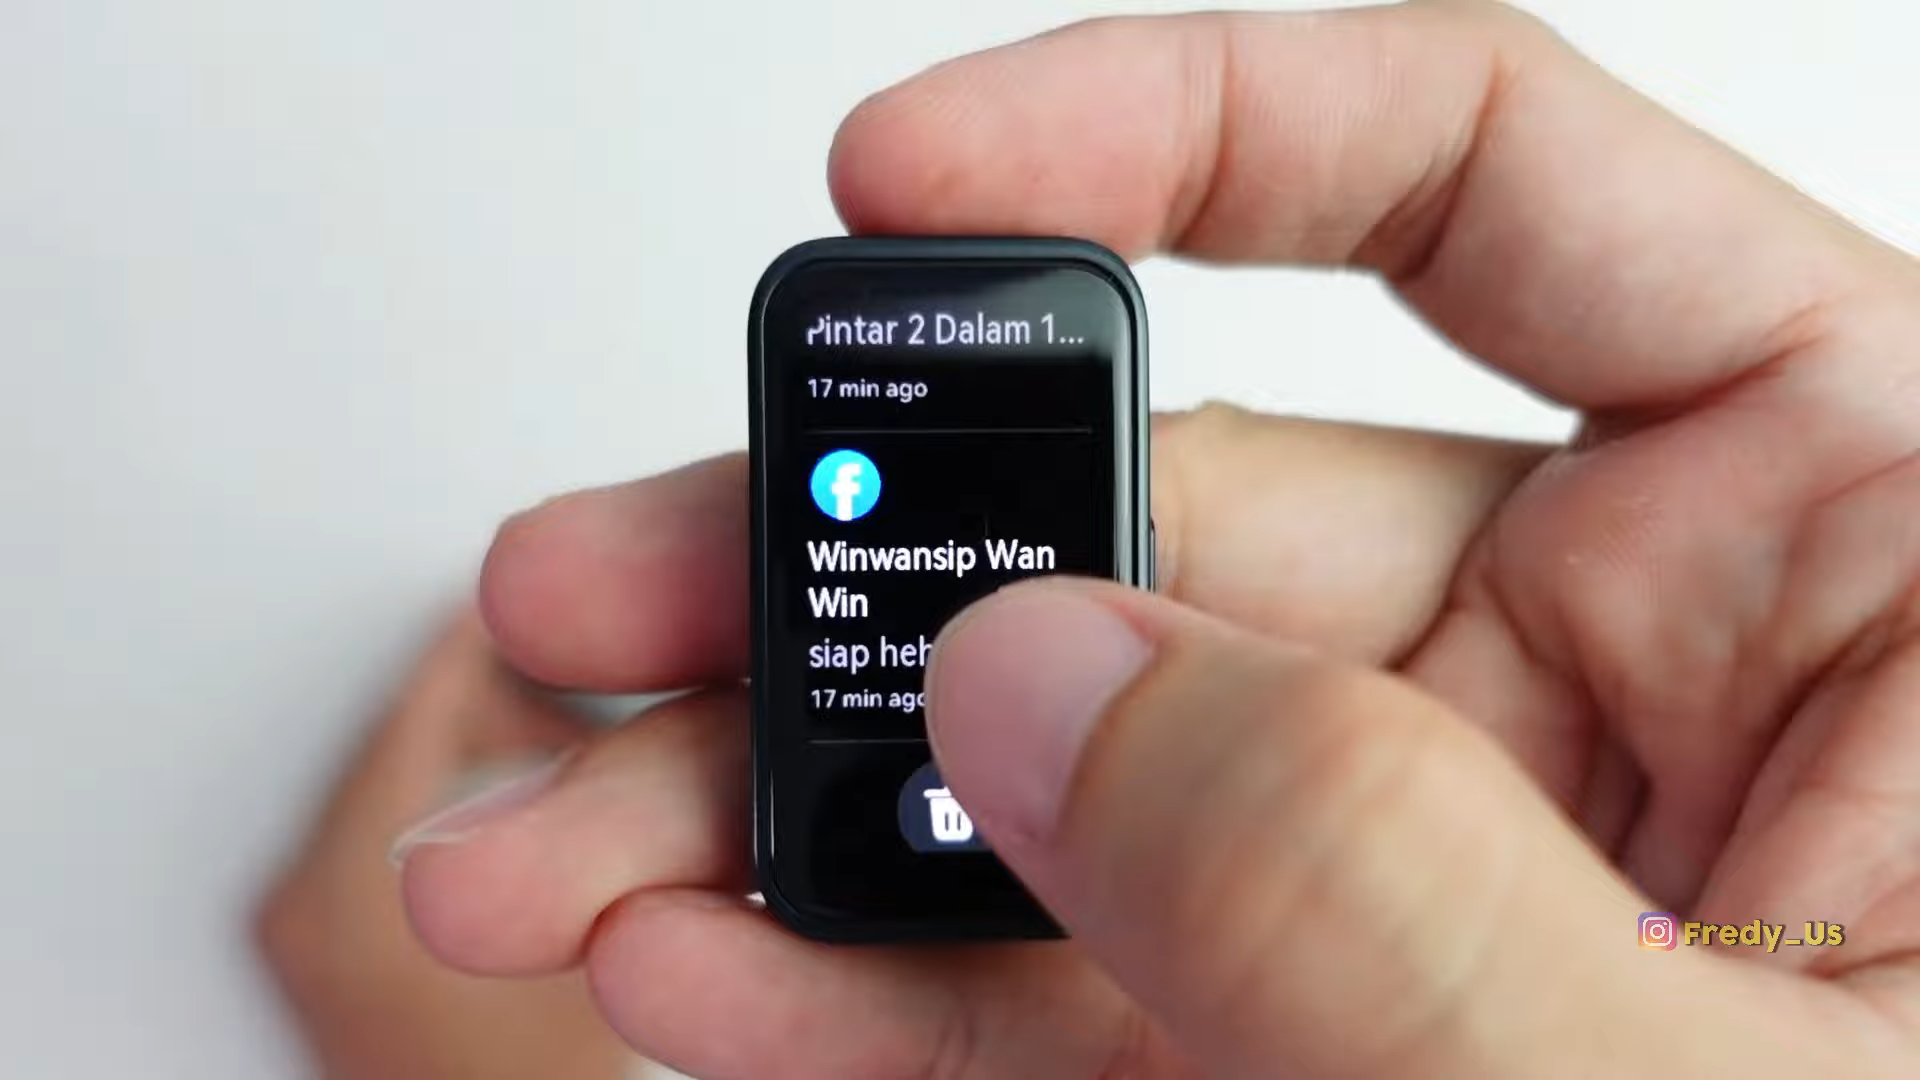 Pintar 2 Dalam 1...
17 min ago
f
Winwansip Wan
Win
siap heh
17 min ago
Fredy_Us